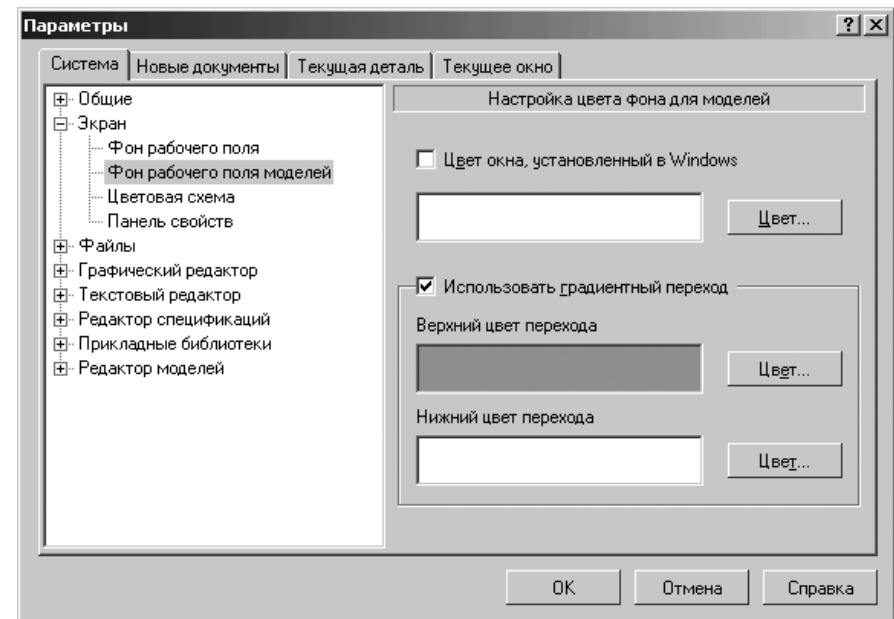 Параметры
Система Новые документы Текущая деталь Текущее окно
Общие
Экран
Фон рабочего поля
Фон рабочего поля моделей
Цветовая схема
Панель свойств
Файлы
Графический редактор
Текстовый редактор
Редактор спецификаций
Прикладные библиотеки
Редактор моделей
Настройка цвета фона для моделей
Цвет окна, установленный в Windows
Цвет...
Использовать градиентный переход
Верхний цвет перехода
Цвет...
Нижний цвет перехода
Цвет...
OK Отмена Справка